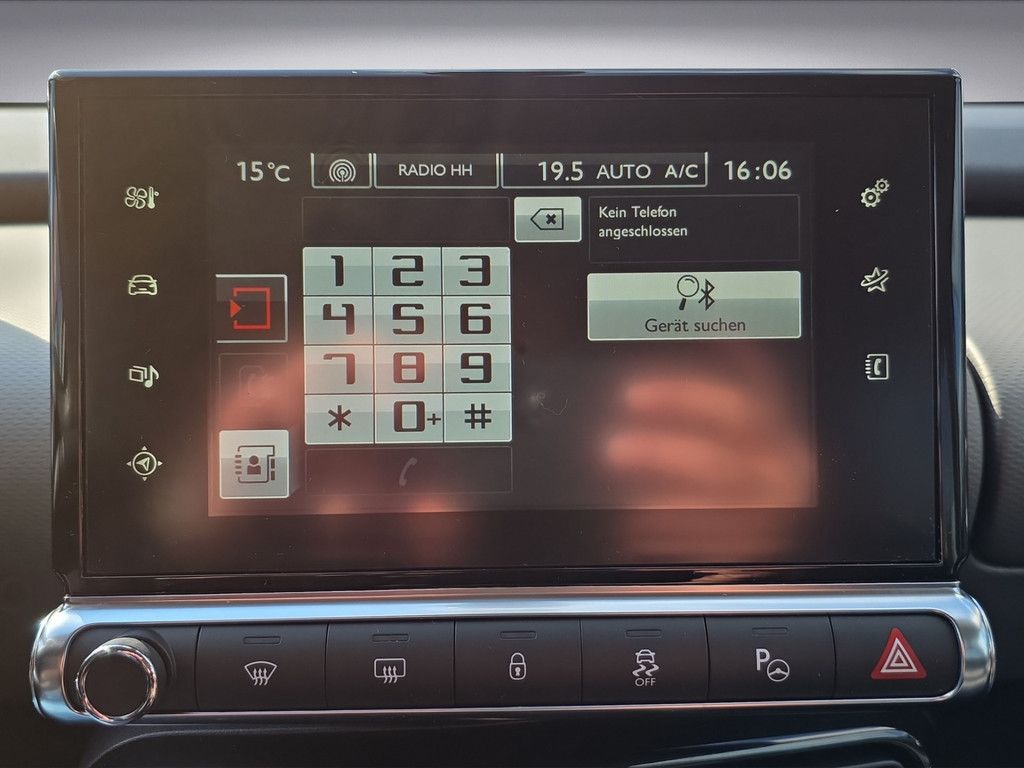 15°C
RADIO HH
19.5 AUTO A/C
16:06
Kein Telefon
angeschlossen
1 2 3
4 5 6
7 8 9
* 0+ #
Gerät suchen
OFF
P